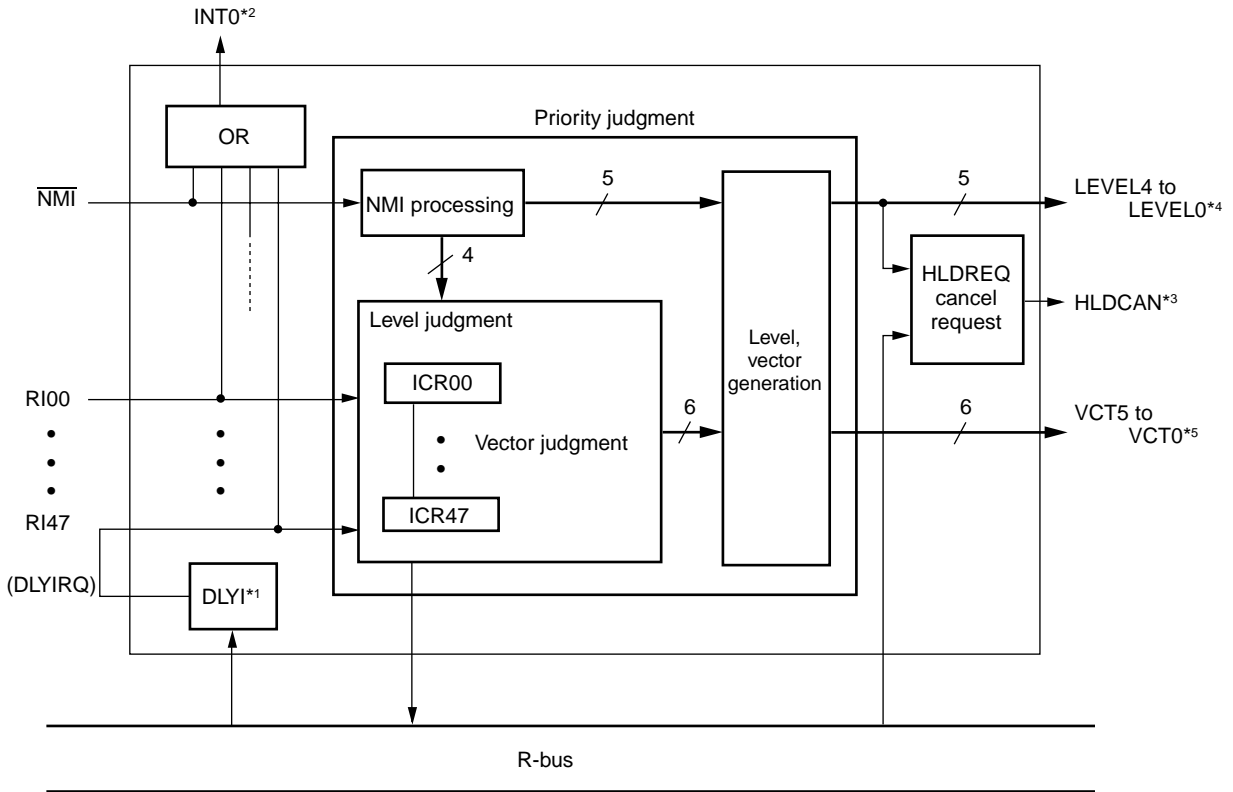 INT0*2
OR
Priority judgment
NMI
NMI processing
5
5
LEVEL4 to
LEVEL0*4
4
HLDREQ
cancel
request
HLDCAN*3
Level judgment
Level,
vector
generation
ICR00
RI00
6
6
VCT5 to
VCT0*5
Vector judgment
ICR47
RI47
(DLYIRQ)
DLYI*1
R-bus